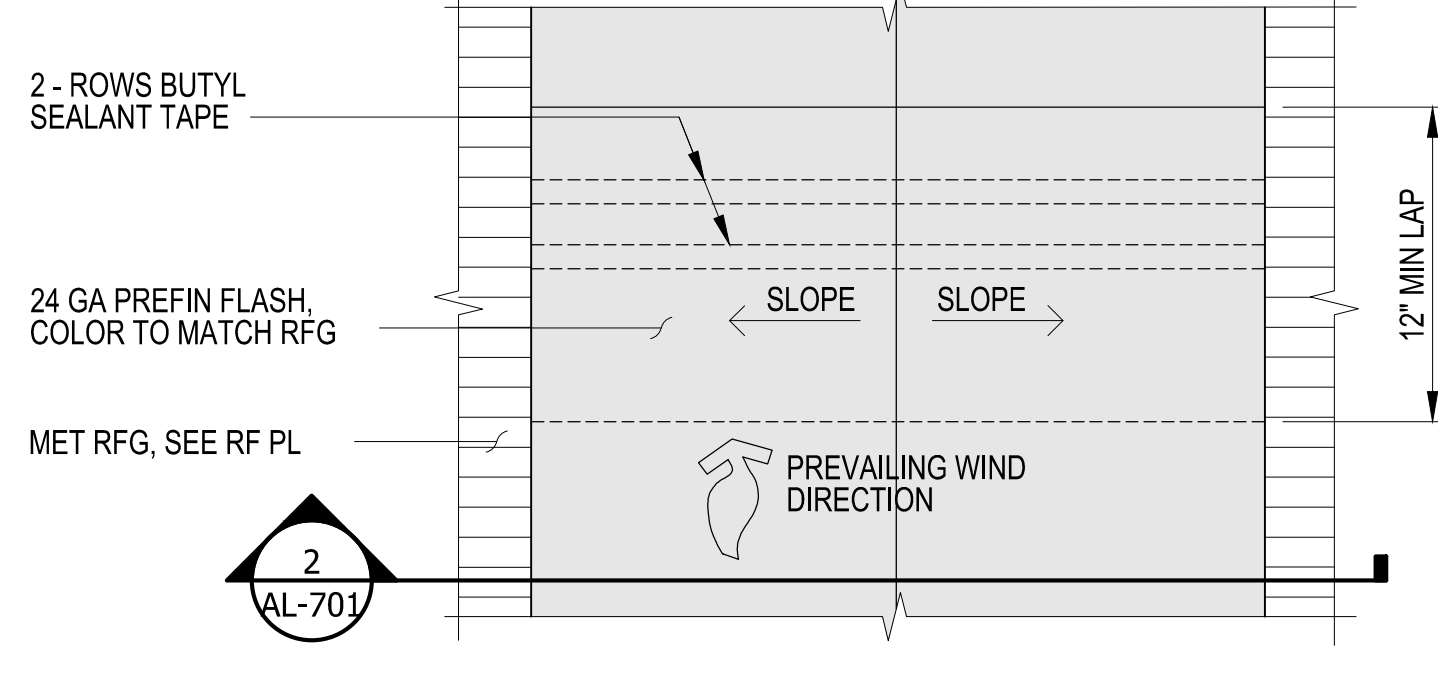 2 - ROWS BUTYL
SEALANT TAPE
24 GA PREFIN FLASH,
COLOR TO MATCH RFG
SLOPE
SLOPE
12" MIN LAP
MET RFG, SEE RF PL
PREVAILING WIND
DIRECTION
2
AL-701